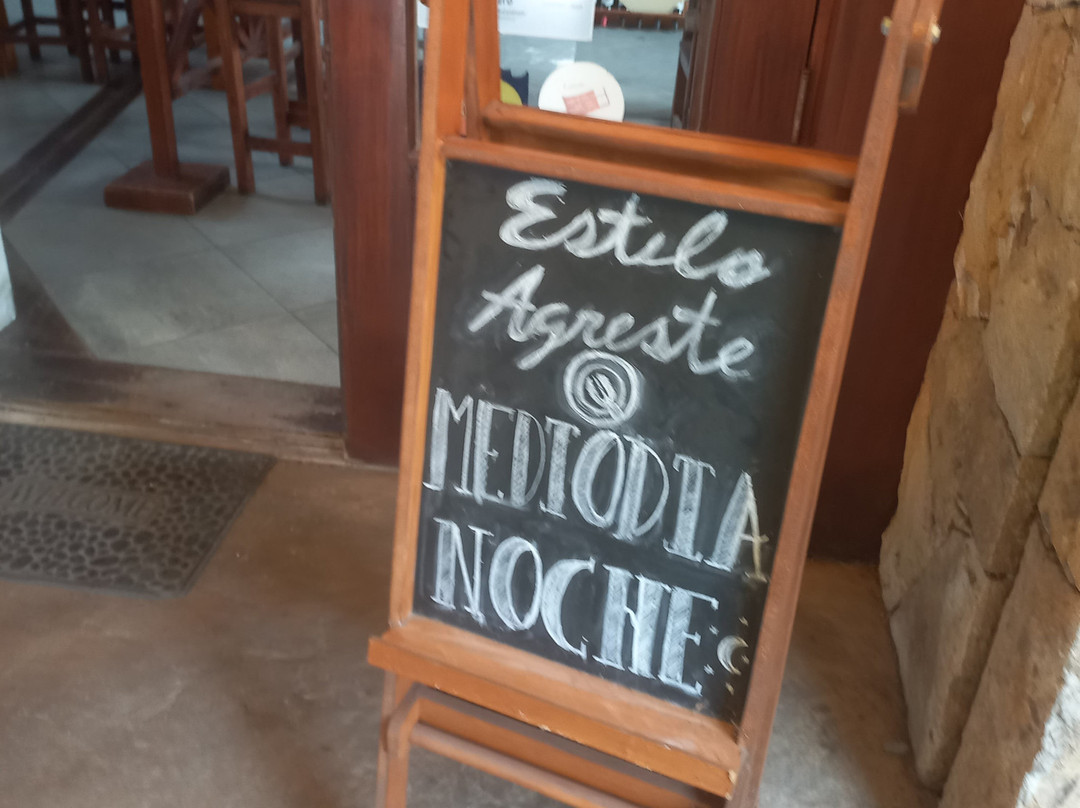 Estilo
Agreste
MEDIODIA
NOCHE